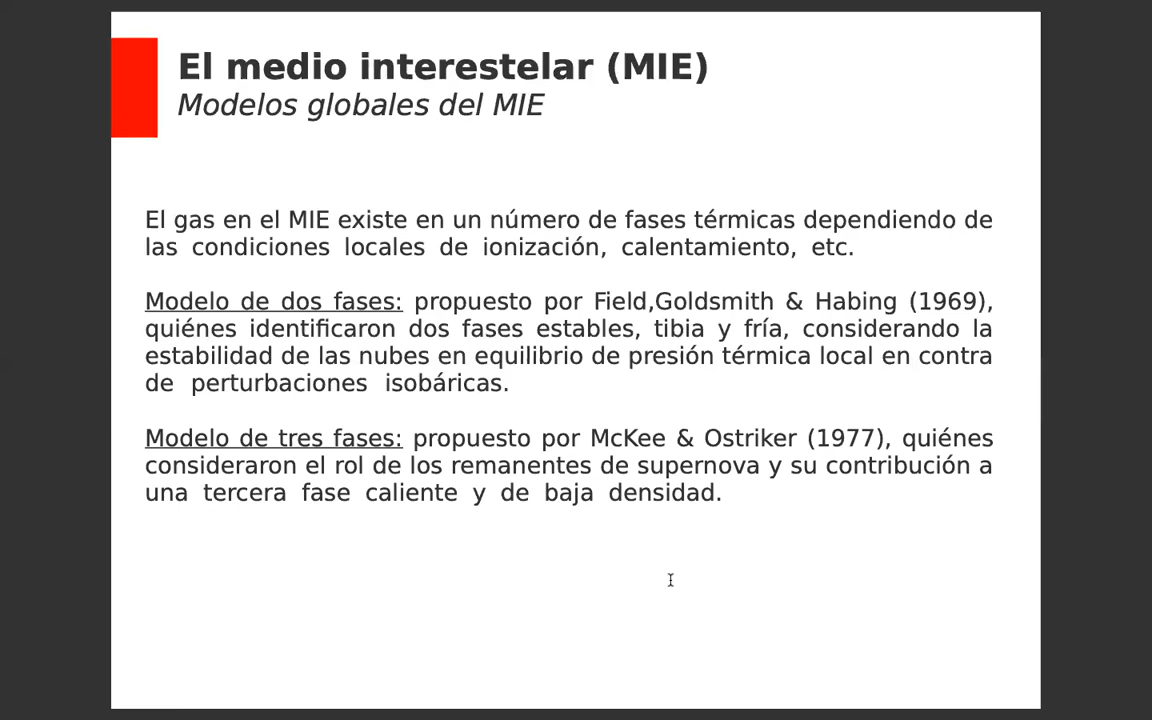 El medio interestelar (MIE)
Modelos globales del MIE
El gas en el MIE existe en un número de fases térmicas dependiendo de
las condiciones locales de ionización, calentamiento, etc.
Modelo de dos fases: propuesto por Field,Goldsmith & Habing (1969),
quiénes identificaron dos fases estables, tibia y fría, considerando la
estabilidad de las nubes en equilibrio de presión térmica local en contra
de perturbaciones isobáricas.
Modelo de tres fases: propuesto por McKee & Ostriker (1977), quiénes
consideraron el rol de los remanentes de supernova y su contribución a
una tercera fase caliente y de baja densidad.